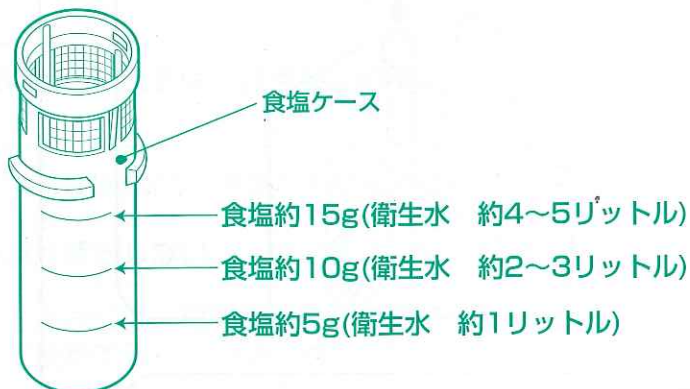 食塩ケース
食塩約15g(衛生水　約4～5リットル)
食塩約10g(衛生水　約2～3リットル)
食塩約5g(衛生水　約1リットル)